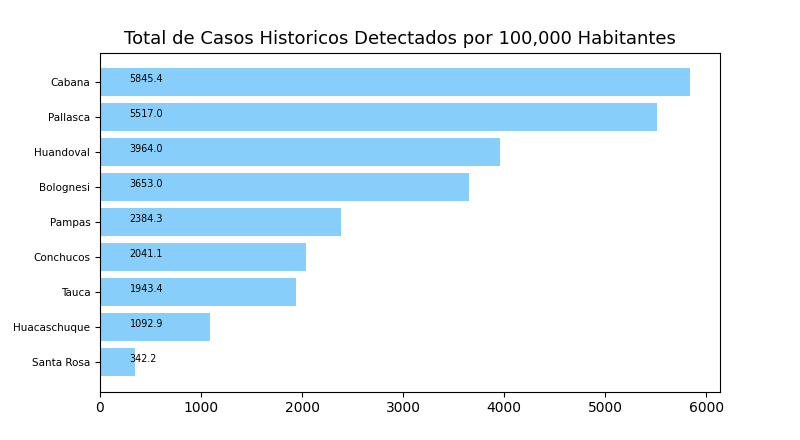 Total de Casos Historicos Detectados por 100,000 Habitantes
Cabana 5845.4
Pallasca 5517.0
Huandoval 3964.0
Bolognesi 3653.0
Pampas 2384.3
Conchucos 2041.1
Tauca 1943.4
Huacaschuque 1092.9
Santa Rosa 342.2
0 1000 2000 3000 4000 5000 6000